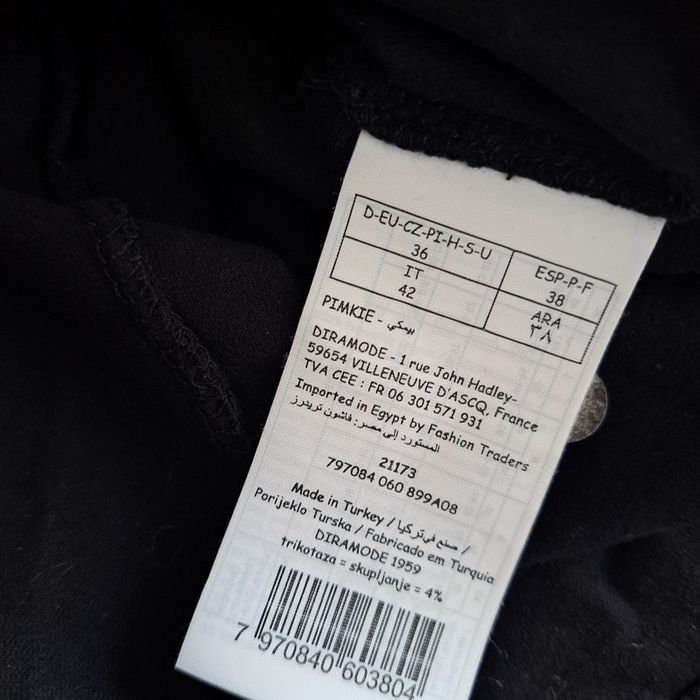 D-EU-CZ-PI-H-S-U
36
ESP-P-F
38
IT
42
ARA
٣٨
PIMKIE - بيمكي
DIRAMODE - 1 rue John Hadley-
59654 VILLENEUVE D'ASCQ, France
TVA CEE : FR 06 301 571 931
Imported in Egypt by Fashion Traders
المستورد إلى مصر: فاشون تريدرز
21173
797084 060 899A08
Made in Turkey / صنع في تركيا /
Porijeklo Turska / Fabricado em Turquia
DIRAMODE 1959
trikotaza = skupljanje = 4%
7 970840 603804